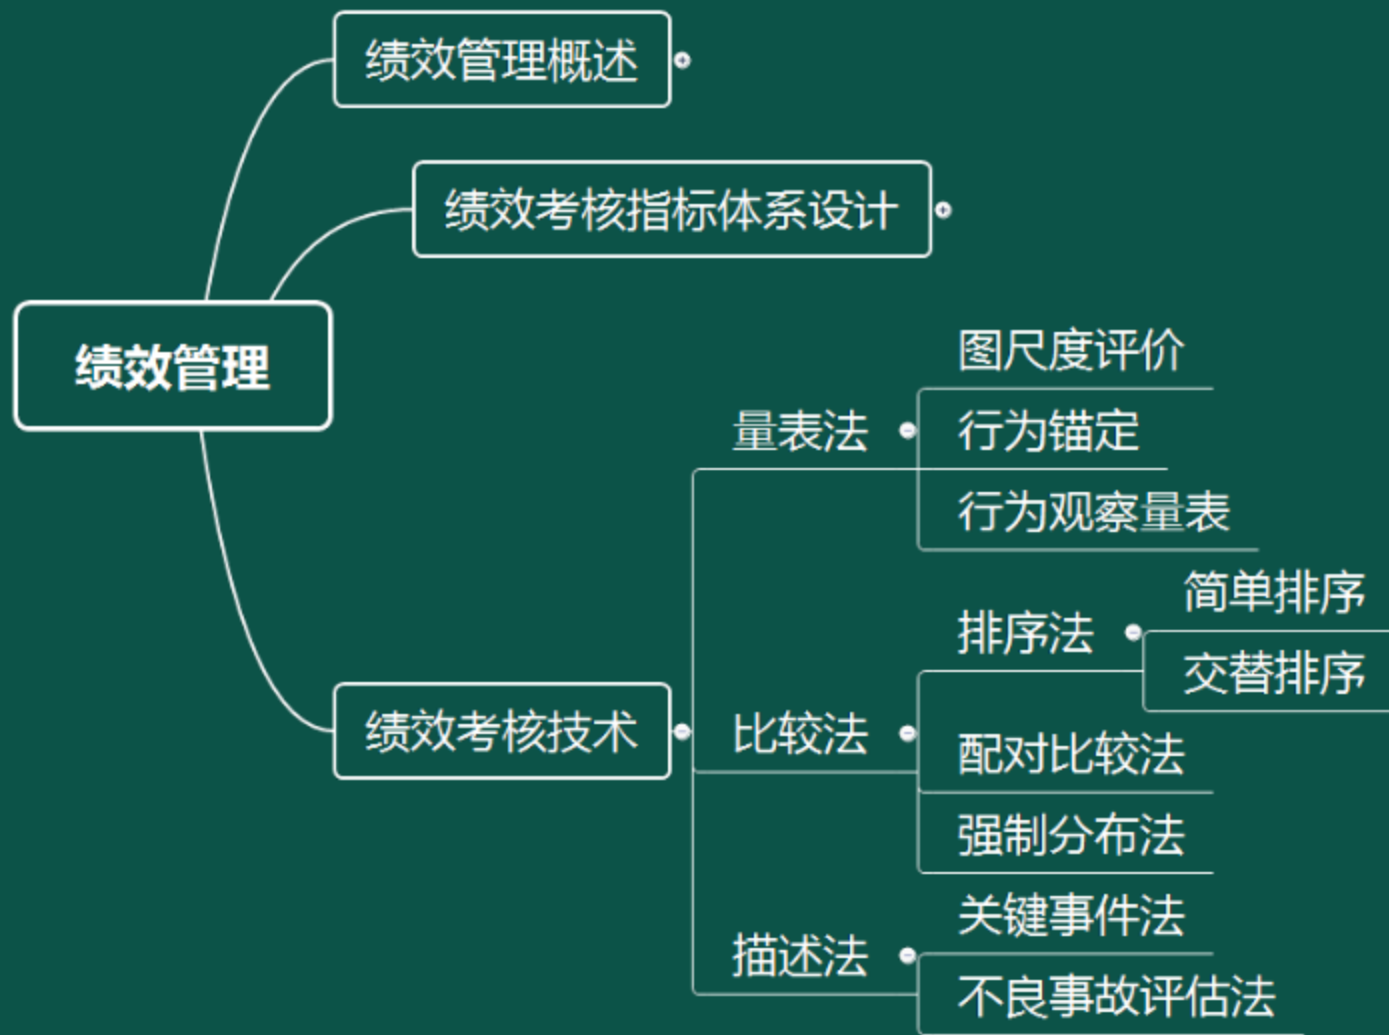 绩效管理概述
绩效考核指标体系设计
绩效管理
绩效考核技术
量表法
图尺度评价
行为锚定
行为观察量表
比较法
排序法
简单排序
交替排序
配对比较法
强制分布法
描述法
关键事件法
不良事故评估法